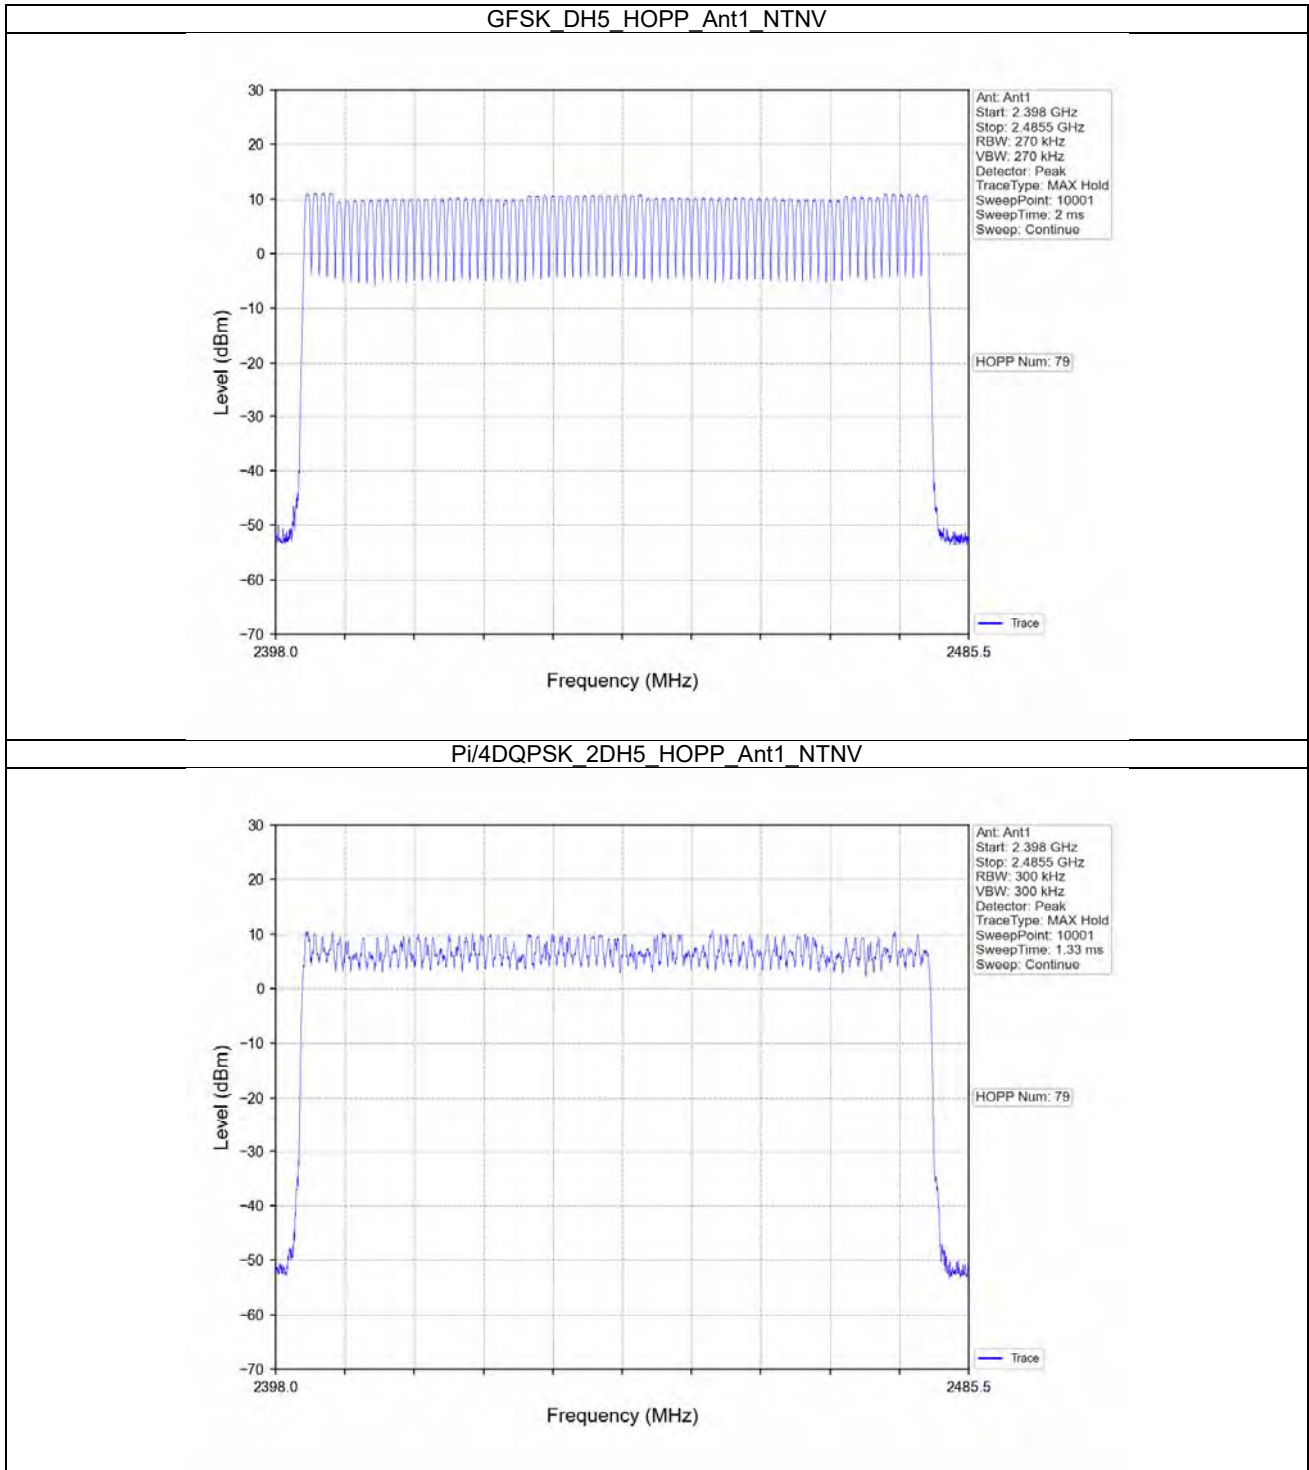 GFSK_DH5_HOPP_Ant1_NTNV
30
20
10
0
−10
−20
−30
−40
−50
−60
−70
Level (dBm)
2398.0
2485.5
Frequency (MHz)
Ant: Ant1
Start: 2.398 GHz
Stop: 2.4855 GHz
RBW: 270 kHz
VBW: 270 kHz
Detector: Peak
TraceType: MAX Hold
SweepPoint: 10001
SweepTime: 2 ms
Sweep: Continue
HOPP Num: 79
Trace
Pi/4DQPSK_2DH5_HOPP_Ant1_NTNV
30
20
10
0
−10
−20
−30
−40
−50
−60
−70
Level (dBm)
2398.0
2485.5
Frequency (MHz)
Ant: Ant1
Start: 2.398 GHz
Stop: 2.4855 GHz
RBW: 300 kHz
VBW: 300 kHz
Detector: Peak
TraceType: MAX Hold
SweepPoint: 10001
SweepTime: 1.33 ms
Sweep: Continue
HOPP Num: 79
Trace